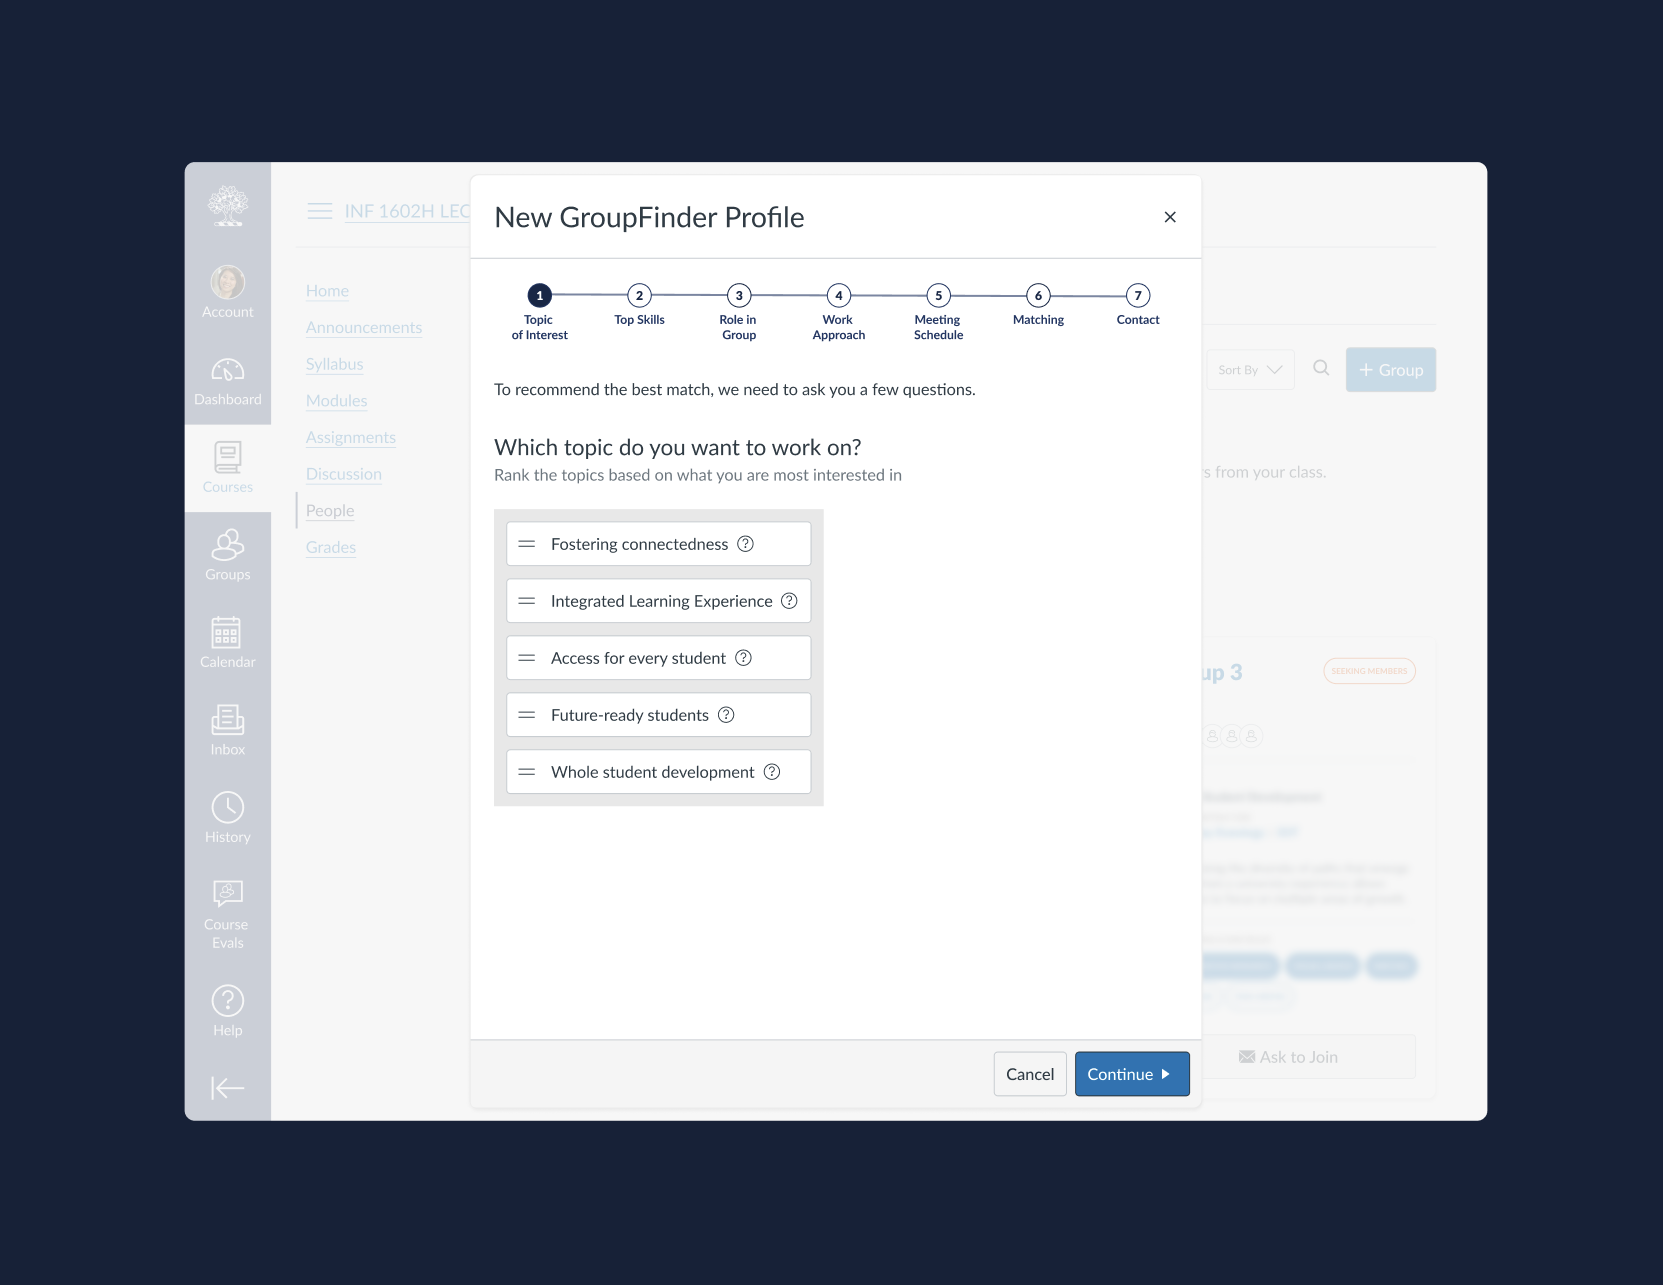 INF 1602H LEC
Account
Dashboard
Courses
Groups
Calendar
Inbox
History
Course
Evals
Help
Home
Announcements
Syllabus
Modules
Assignments
Discussion
People
Grades
New GroupFinder Profile
1
2
3
4
5
6
7
Topic
of Interest
Top Skills
Role in
Group
Work
Approach
Meeting
Schedule
Matching
Contact
To recommend the best match, we need to ask you a few questions.
Which topic do you want to work on?
Rank the topics based on what you are most interested in
Fostering connectedness
Integrated Learning Experience
Access for every student
Future-ready students
Whole student development
Cancel
Continue
Sort By
+ Group
from your class.
up 3
SEEKING MEMBERS
Ask to Join